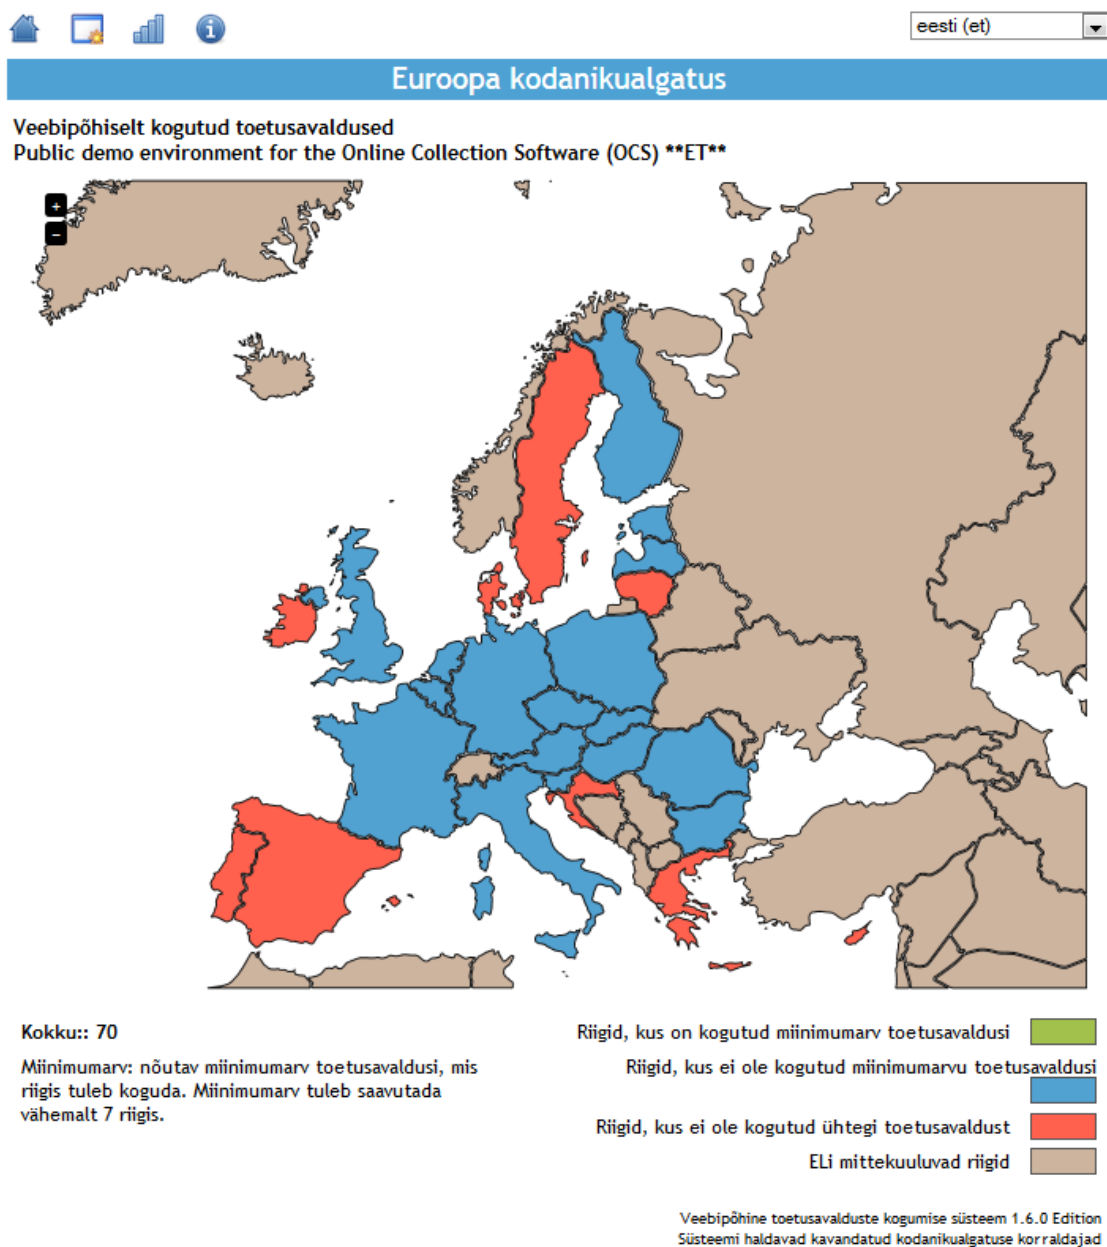 eesti (et)
Euroopa kodanikualgatus
Veebipõhiselt kogutud toetusavaldused
Public demo environment for the Online Collection Software (OCS) **ET**
+
–
Kokku:: 70
Miinimumarv: nõutav miinimumarv toetusavaldusi, mis
riigis tuleb koguda. Miinimumarv tuleb saavutada
vähemalt 7 riigis.
Riigid, kus on kogutud miinimumarv toetusavaldusi
Riigid, kus ei ole kogutud miinimumarvu toetusavaldusi
Riigid, kus ei ole kogutud ühtegi toetusavaldust
ELi mittekuuluvad riigid
Veebipõhine toetusavalduste kogumise süsteem 1.6.0 Edition
Süsteemi haldavad kavandatud kodanikualgatuse korraldajad